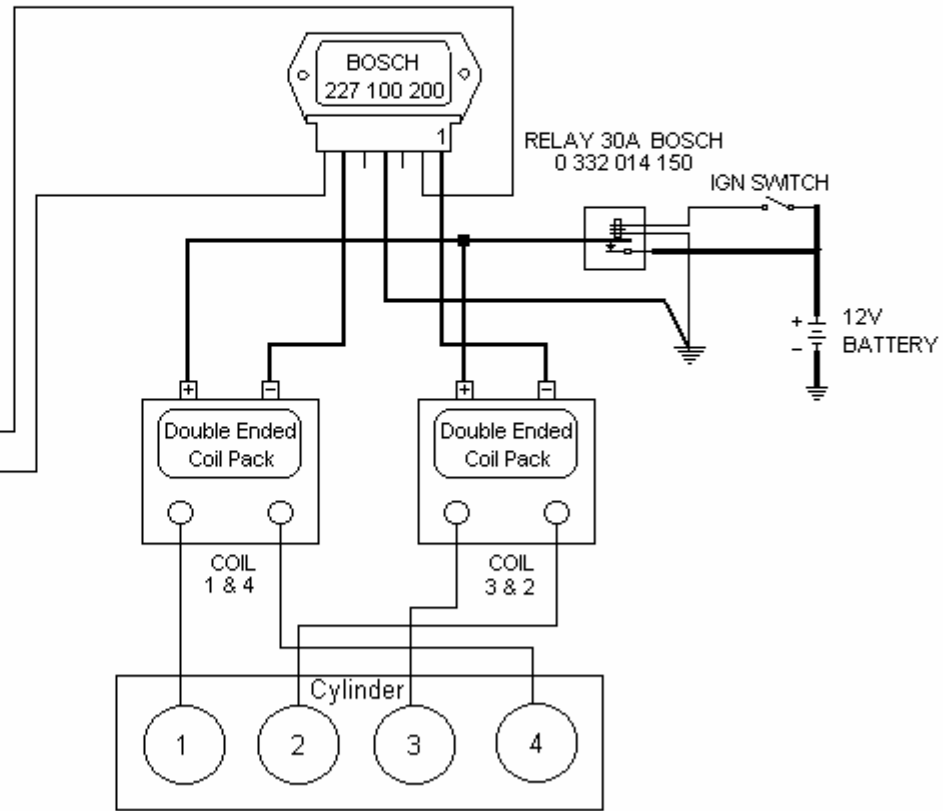 BOSCH
227 100 200
1
RELAY 30A BOSCH
0 332 014 150
IGN SWITCH
+ 12V
− BATTERY
+ −
+ −
Double Ended
Coil Pack
Double Ended
Coil Pack
COIL
1 & 4
COIL
3 & 2
Cylinder
1 2 3 4